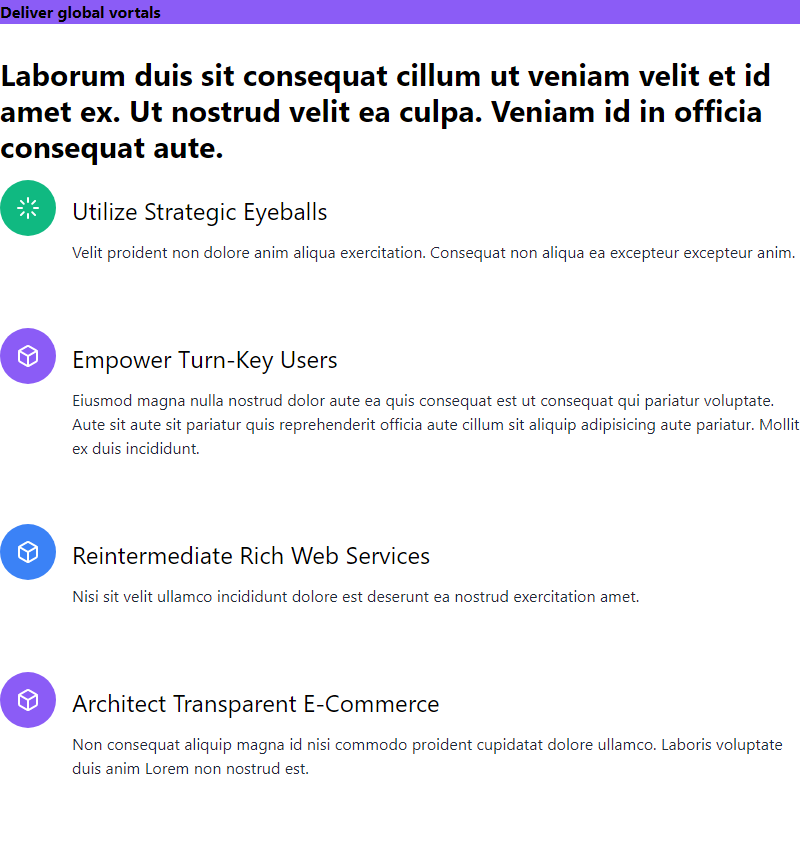 Deliver global vortals
Laborum duis sit consequat cillum ut veniam velit et id
amet ex. Ut nostrud velit ea culpa. Veniam id in officia
consequat aute.
Utilize Strategic Eyeballs
Velit proident non dolore anim aliqua exercitation. Consequat non aliqua ea excepteur excepteur anim.
Empower Turn-Key Users
Eiusmod magna nulla nostrud dolor aute ea quis consequat est ut consequat qui pariatur voluptate.
Aute sit aute sit pariatur quis reprehenderit officia aute cillum sit aliquip adipisicing aute pariatur. Mollit
ex duis incididunt.
Reintermediate Rich Web Services
Nisi sit velit ullamco incididunt dolore est deserunt ea nostrud exercitation amet.
Architect Transparent E-Commerce
Non consequat aliquip magna id nisi commodo proident cupidatat dolore ullamco. Laboris voluptate
duis anim Lorem non nostrud est.